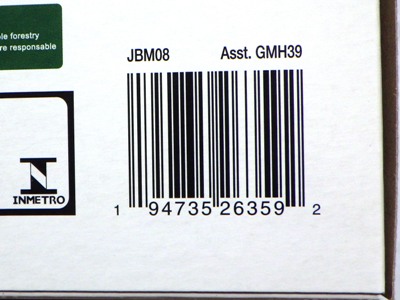 le forestry
re responsable
JBM08 Asst. GMH39
INMETRO
1 94735 26359 2